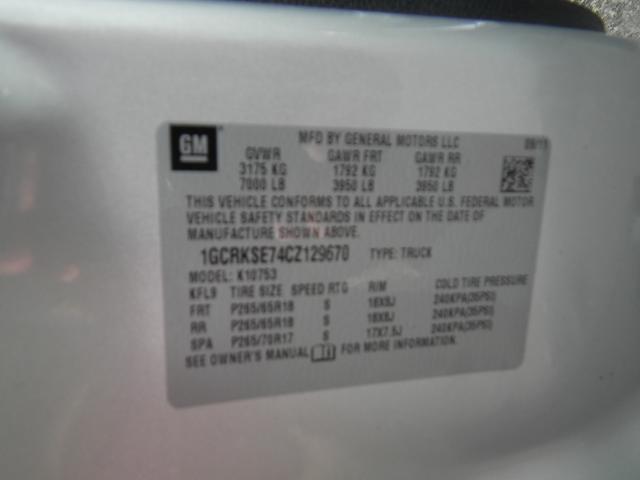 GM
MFD BY GENERAL MOTORS LLC 09/11
GVWR GAWR FRT GAWR RR
3175 KG 1792 KG 1792 KG
7000 LB 3950 LB 3950 LB
THIS VEHICLE CONFORMS TO ALL APPLICABLE U.S. FEDERAL MOTOR
VEHICLE SAFETY STANDARDS IN EFFECT ON THE DATE OF
MANUFACTURE SHOWN ABOVE.
1GCRKSE74CZ129670 TYPE: TRUCK
MODEL: K10753
KFL9 TIRE SIZE SPEED RTG RIM COLD TIRE PRESSURE
FRT P265/65R18 S 18X8J 240KPA(35PSI)
RR P265/65R18 S 18X8J 240KPA(35PSI)
SPA P265/70R17 S 17X7.5J 240KPA(35PSI)
SEE OWNER'S MANUAL FOR MORE INFORMATION.